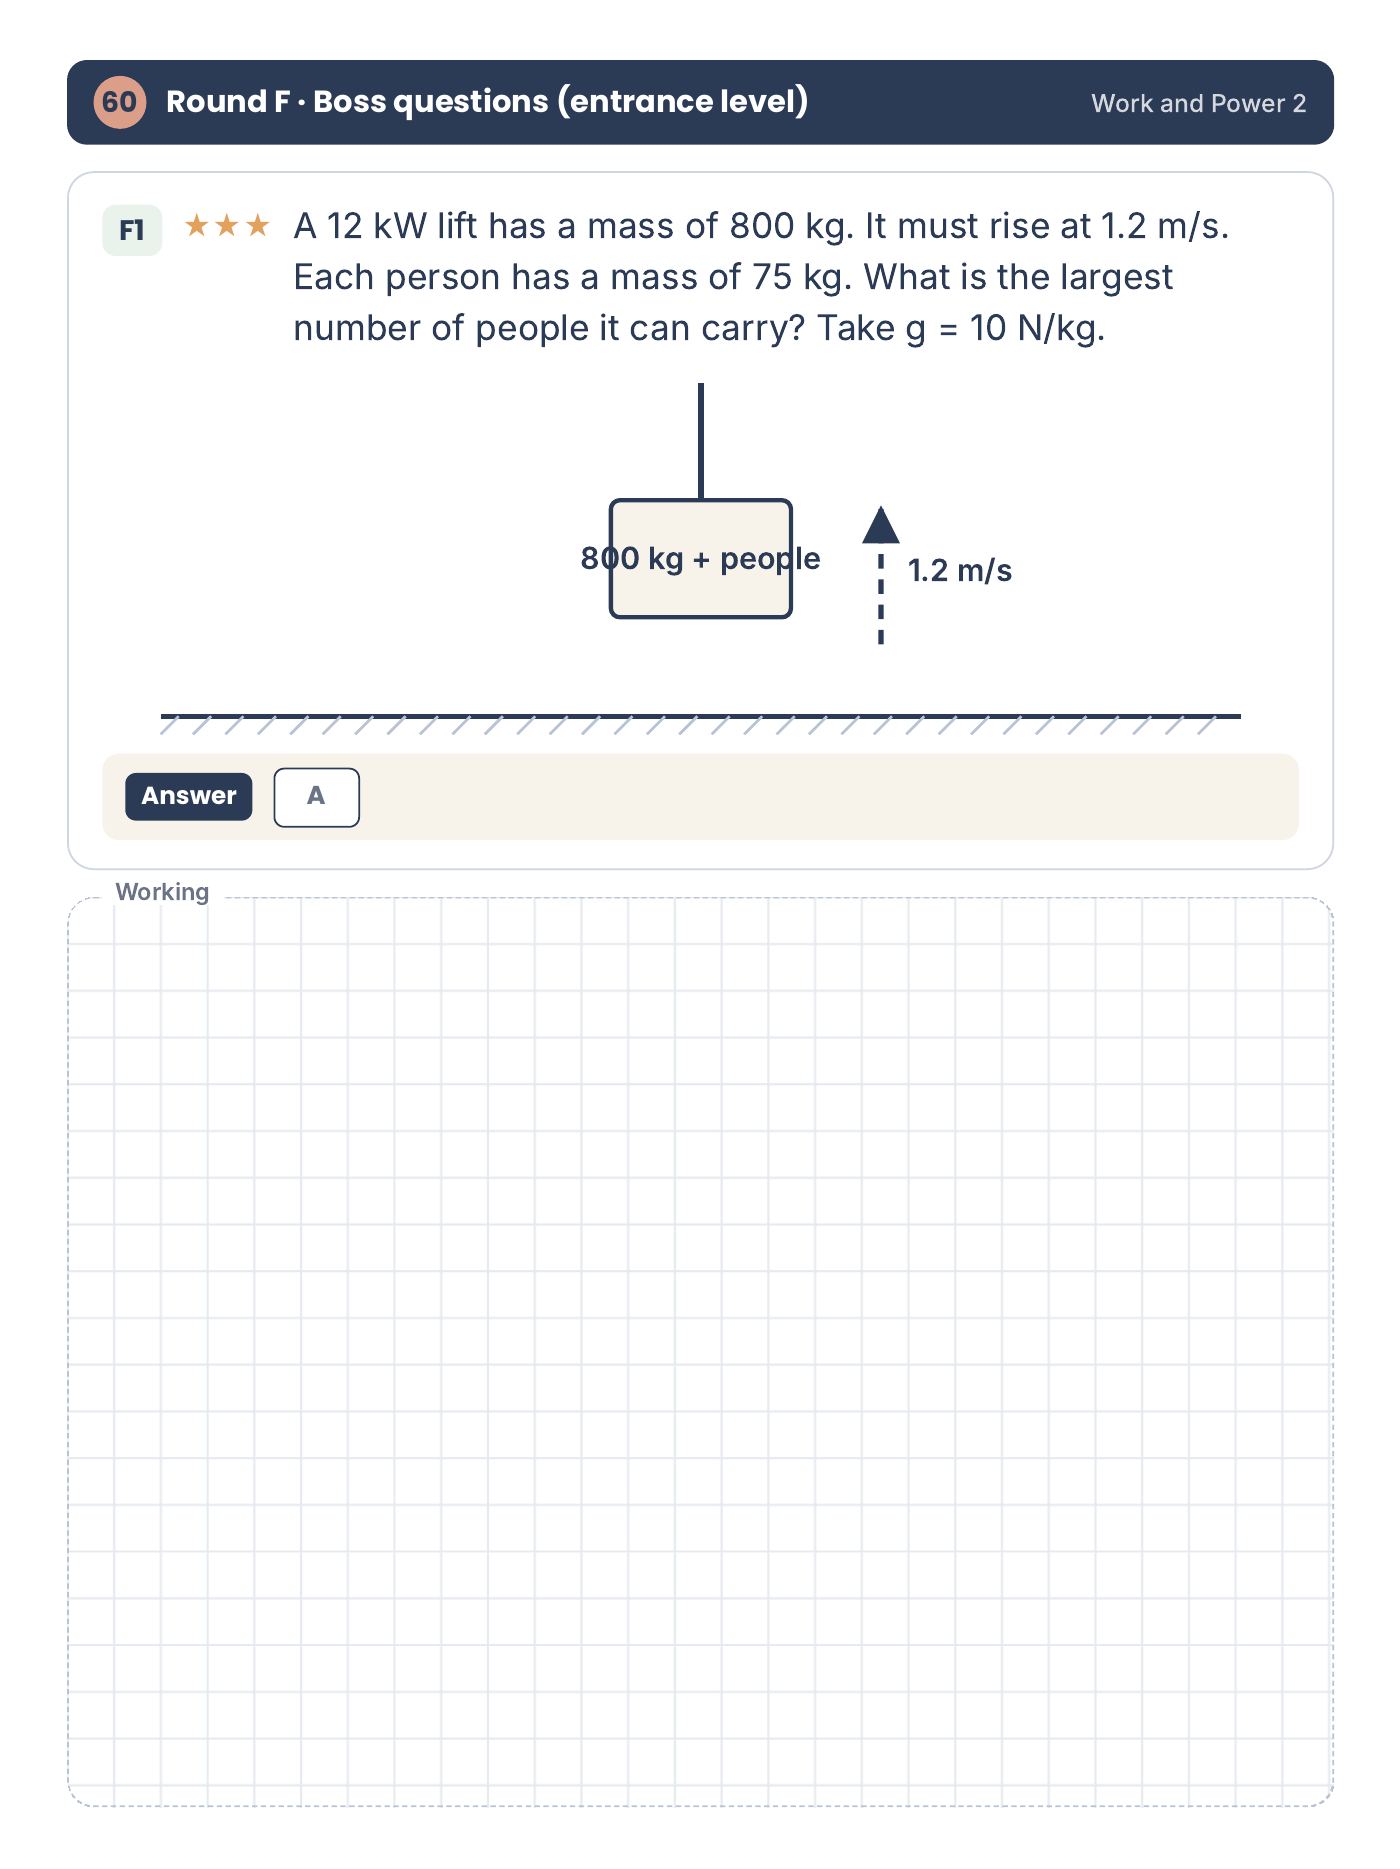 60 Round F · Boss questions (entrance level) Work and Power 2
F1 ★★★ A 12 kW lift has a mass of 800 kg. It must rise at 1.2 m/s.
Each person has a mass of 75 kg. What is the largest
number of people it can carry? Take g = 10 N/kg.
800 kg + people
1.2 m/s
Answer A
Working